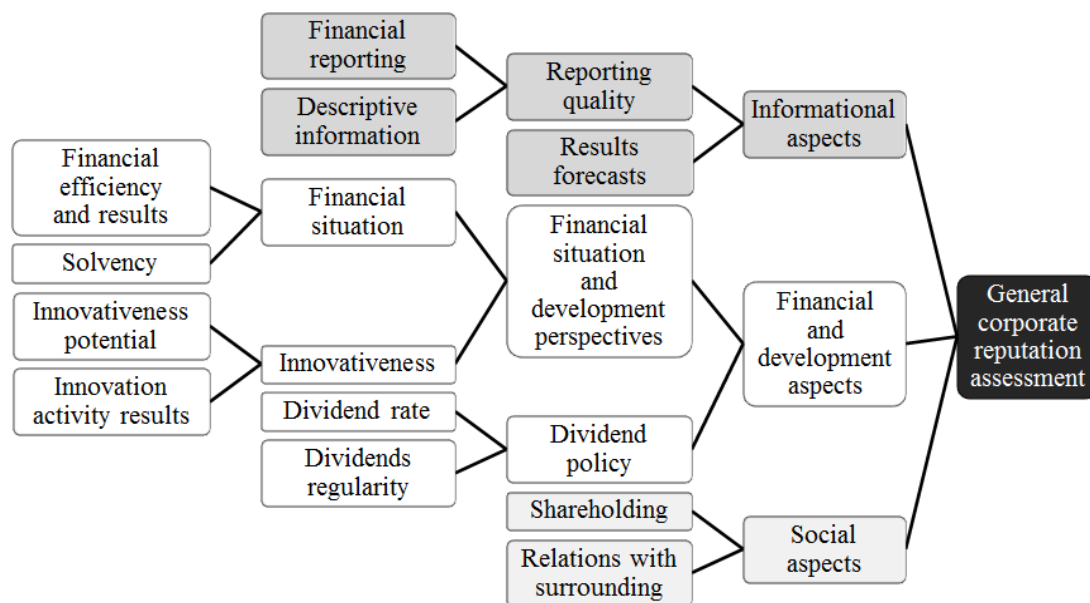 Financial
reporting
Descriptive
information
Reporting
quality
Results
forecasts
Informational
aspects
Financial
efficiency
and results
Solvency
Financial
situation
Innovativeness
potential
Innovation
activity results
Innovativeness
Financial
situation and
development
perspectives
Dividend rate
Dividends
regularity
Dividend
policy
Financial
and
development
aspects
Shareholding
Relations with
surrounding
Social
aspects
General
corporate
reputation
assessment